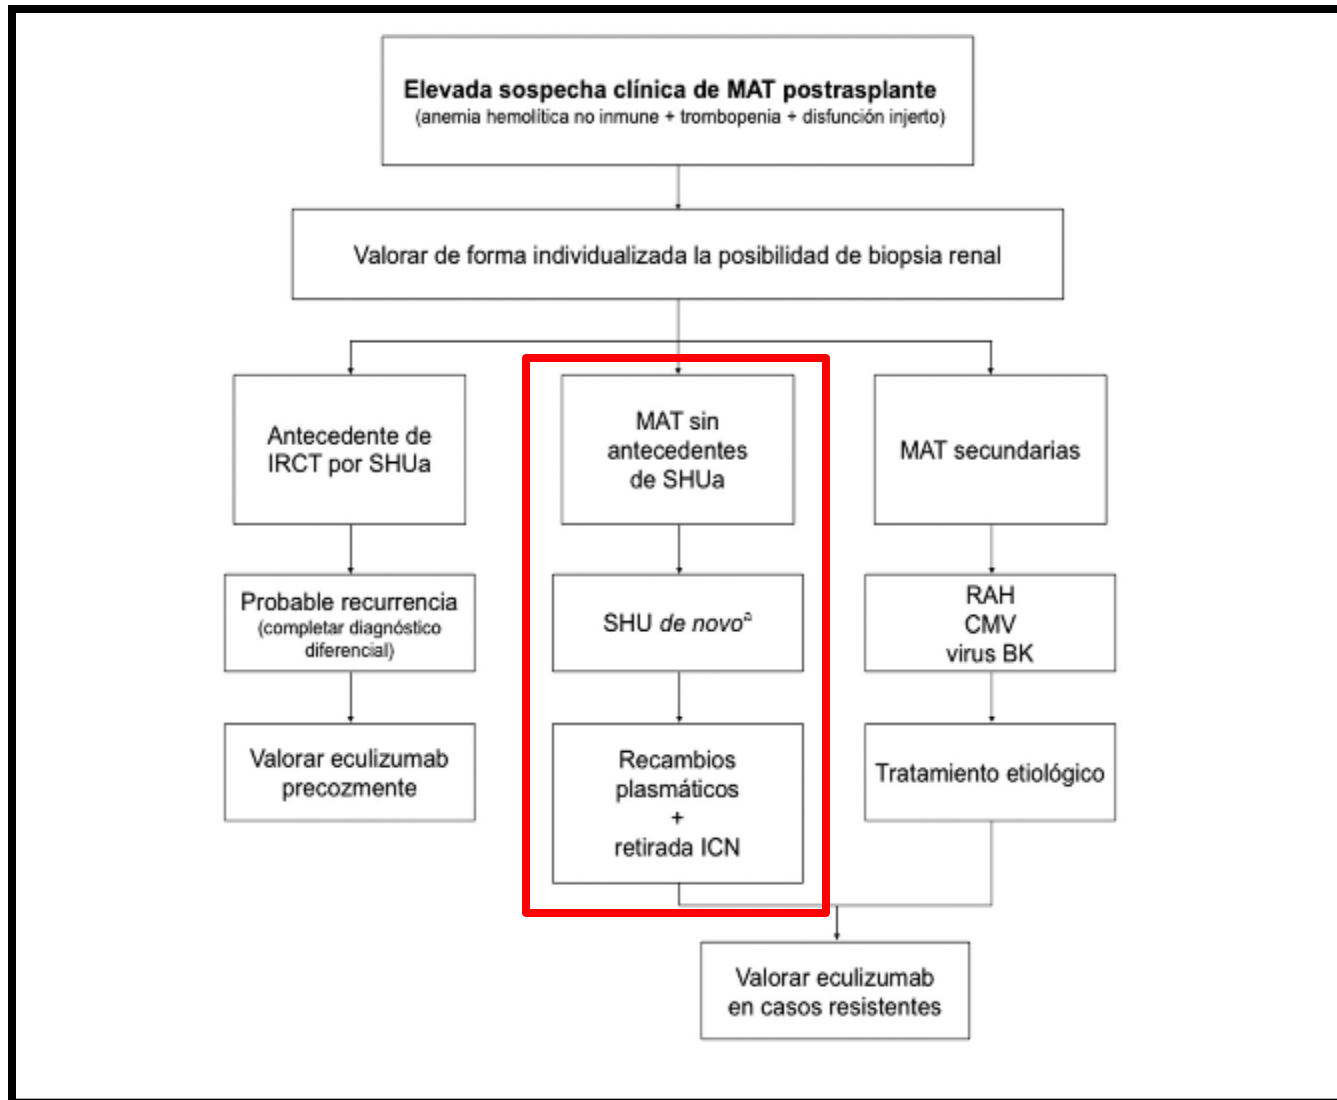 Elevada sospecha clínica de MAT postrasplante
(anemia hemolítica no inmune + trombopenia + disfunción injerto)
Valorar de forma individualizada la posibilidad de biopsia renal
Antecedente de
IRCT por SHUa
Probable recurrencia
(completar diagnóstico
diferencial)
Valorar eculizumab
precozmente
MAT sin
antecedentes
de SHUa
SHU de novoª
Recambios
plasmáticos
+
retirada ICN
MAT secundarias
RAH
CMV
virus BK
Tratamiento etiológico
Valorar eculizumab
en casos resistentes